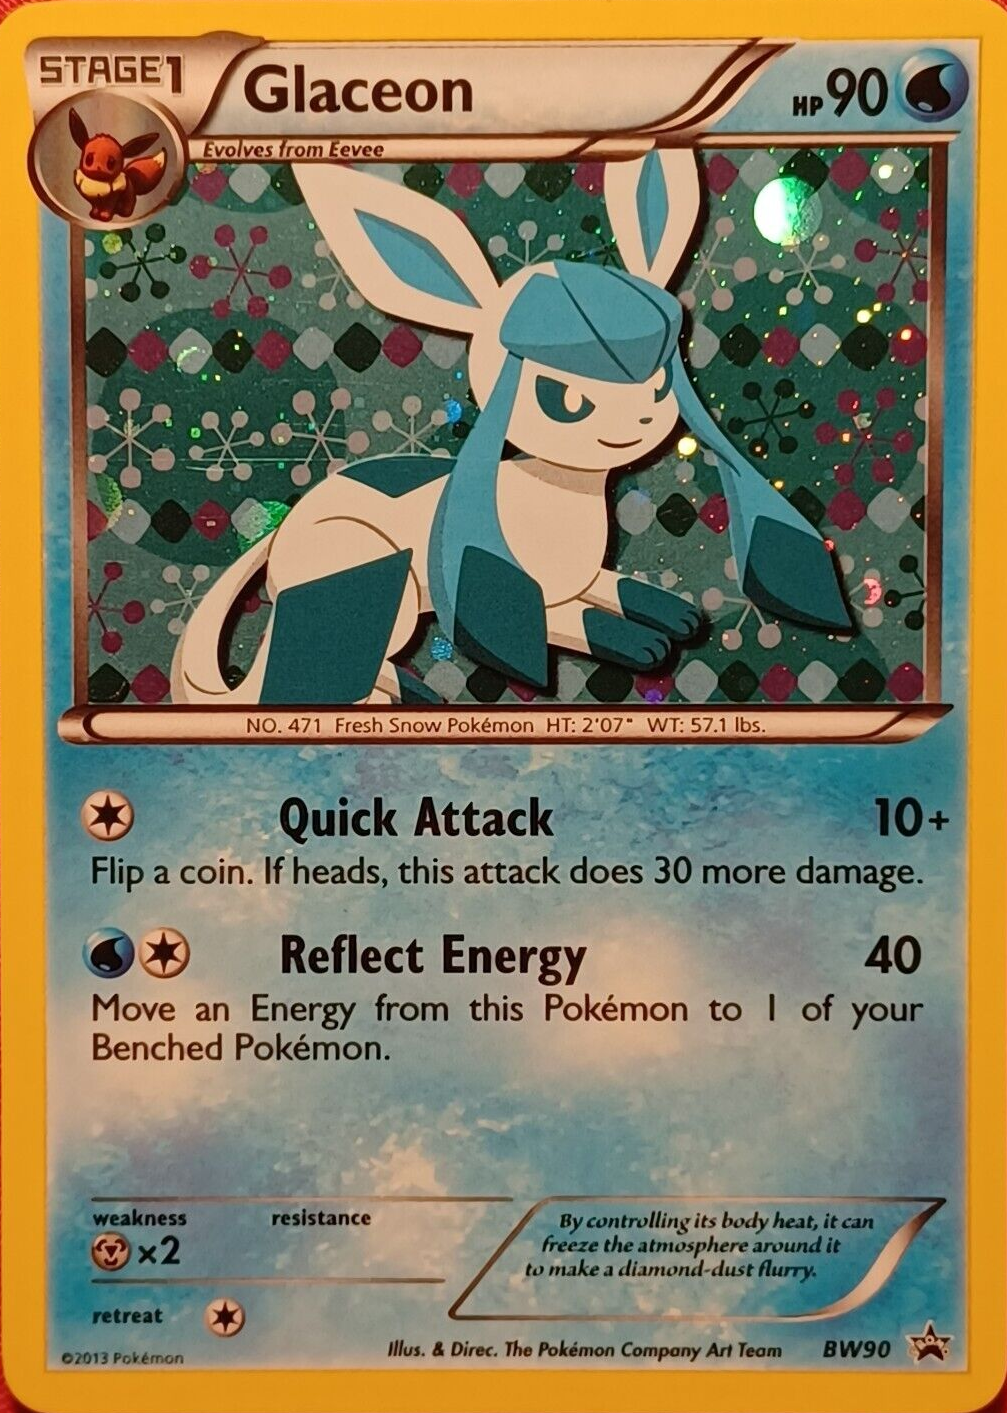 STAGE1
Glaceon
HP 90
Evolves from Eevee
NO. 471 Fresh Snow Pokémon HT: 2'07" WT: 57.1 lbs.
Quick Attack 10+
Flip a coin. If heads, this attack does 30 more damage.
Reflect Energy 40
Move an Energy from this Pokémon to 1 of your
Benched Pokémon.
weakness resistance
×2
retreat
By controlling its body heat, it can
freeze the atmosphere around it
to make a diamond-dust flurry.
©2013 Pokémon
Illus. & Direc. The Pokémon Company Art Team BW90